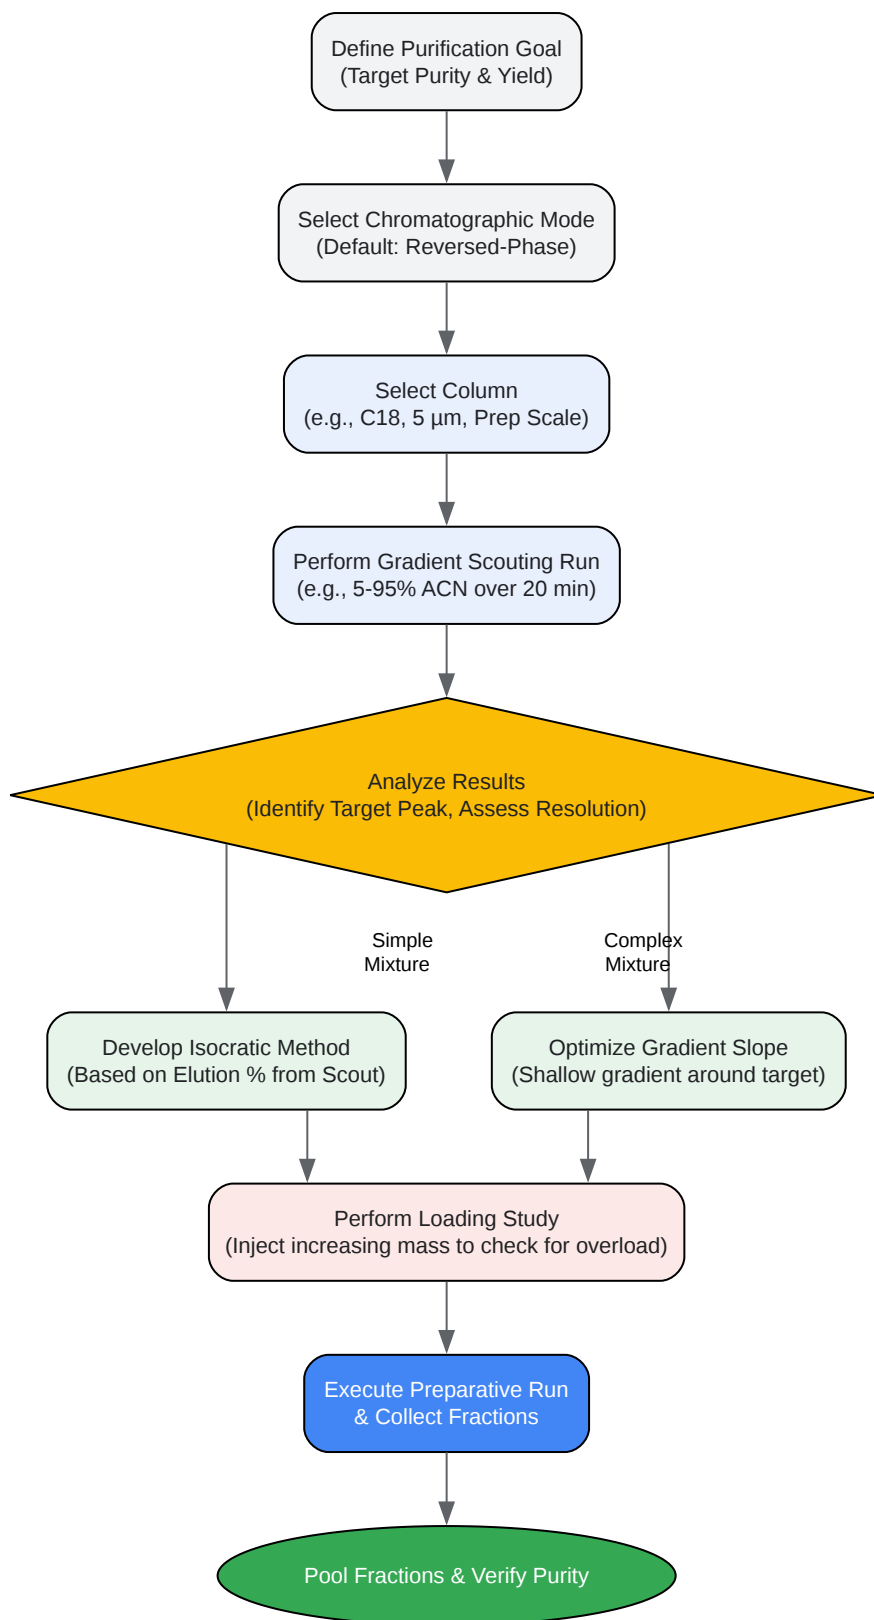 Define Purification Goal
(Target Purity & Yield)
Select Chromatographic Mode
(Default: Reversed-Phase)
Select Column
(e.g., C18, 5 µm, Prep Scale)
Perform Gradient Scouting Run
(e.g., 5-95% ACN over 20 min)
Analyze Results
(Identify Target Peak, Assess Resolution)
Simple
Mixture
Complex
Mixture
Develop Isocratic Method
(Based on Elution % from Scout)
Optimize Gradient Slope
(Shallow gradient around target)
Perform Loading Study
(Inject increasing mass to check for overload)
Execute Preparative Run
& Collect Fractions
Pool Fractions & Verify Purity